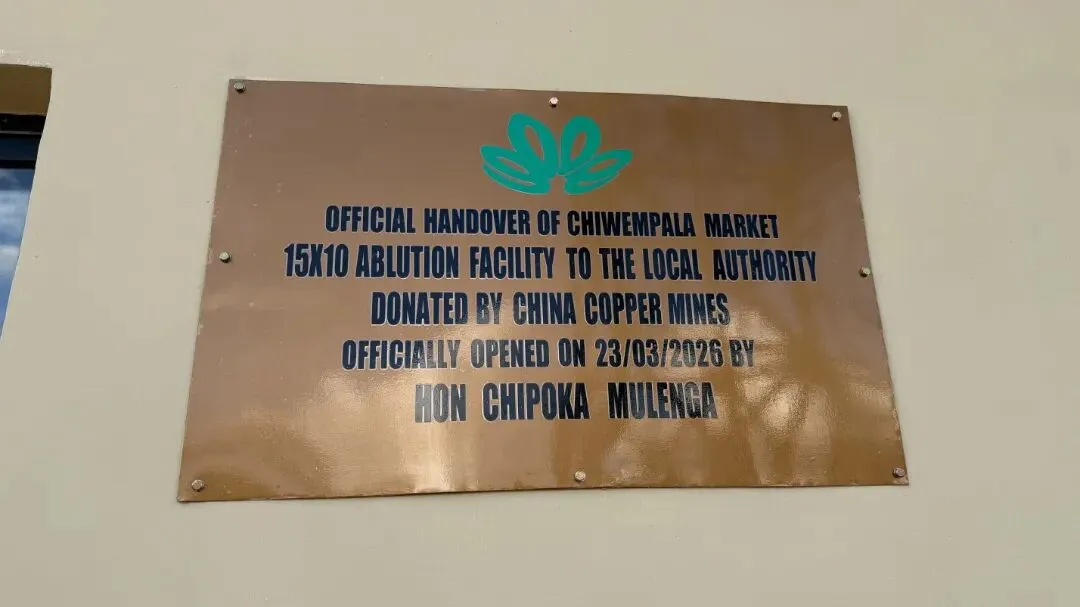 OFFICIAL HANDOVER OF CHIWEMPALA MARKET
15X10 ABLUTION FACILITY TO THE LOCAL AUTHORITY
DONATED BY CHINA COPPER MINES
OFFICIALLY OPENED ON 23/03/2026 BY
HON CHIPOKA MULENGA